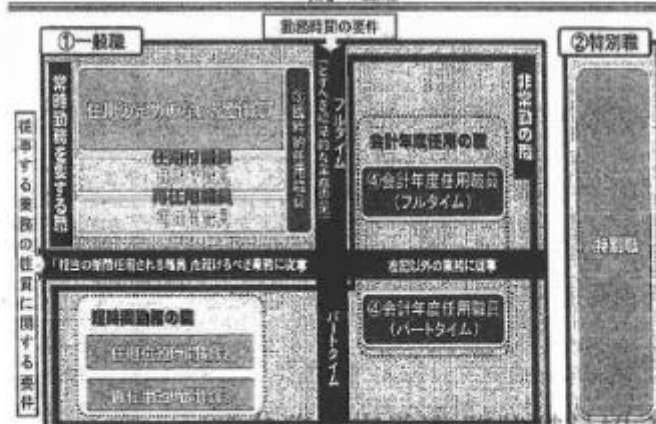 勤務時間の要件
①一般職
②特別職
常時勤務を要する職
フルタイム
非常勤の職
任期の定めのない常勤職員
③臨時的任用職員
任期付職員
再任用職員
会計年度任用の職
④会計年度任用職員
(フルタイム)
特別職
従事する業務の性質に関する要件
「相当の期間任用される職員」を就けるべき業務に従事
左記以外の業務に従事
パートタイム
短時間勤務の職
任期付短時間職員
再任用短時間職員
④会計年度任用職員
(パートタイム)